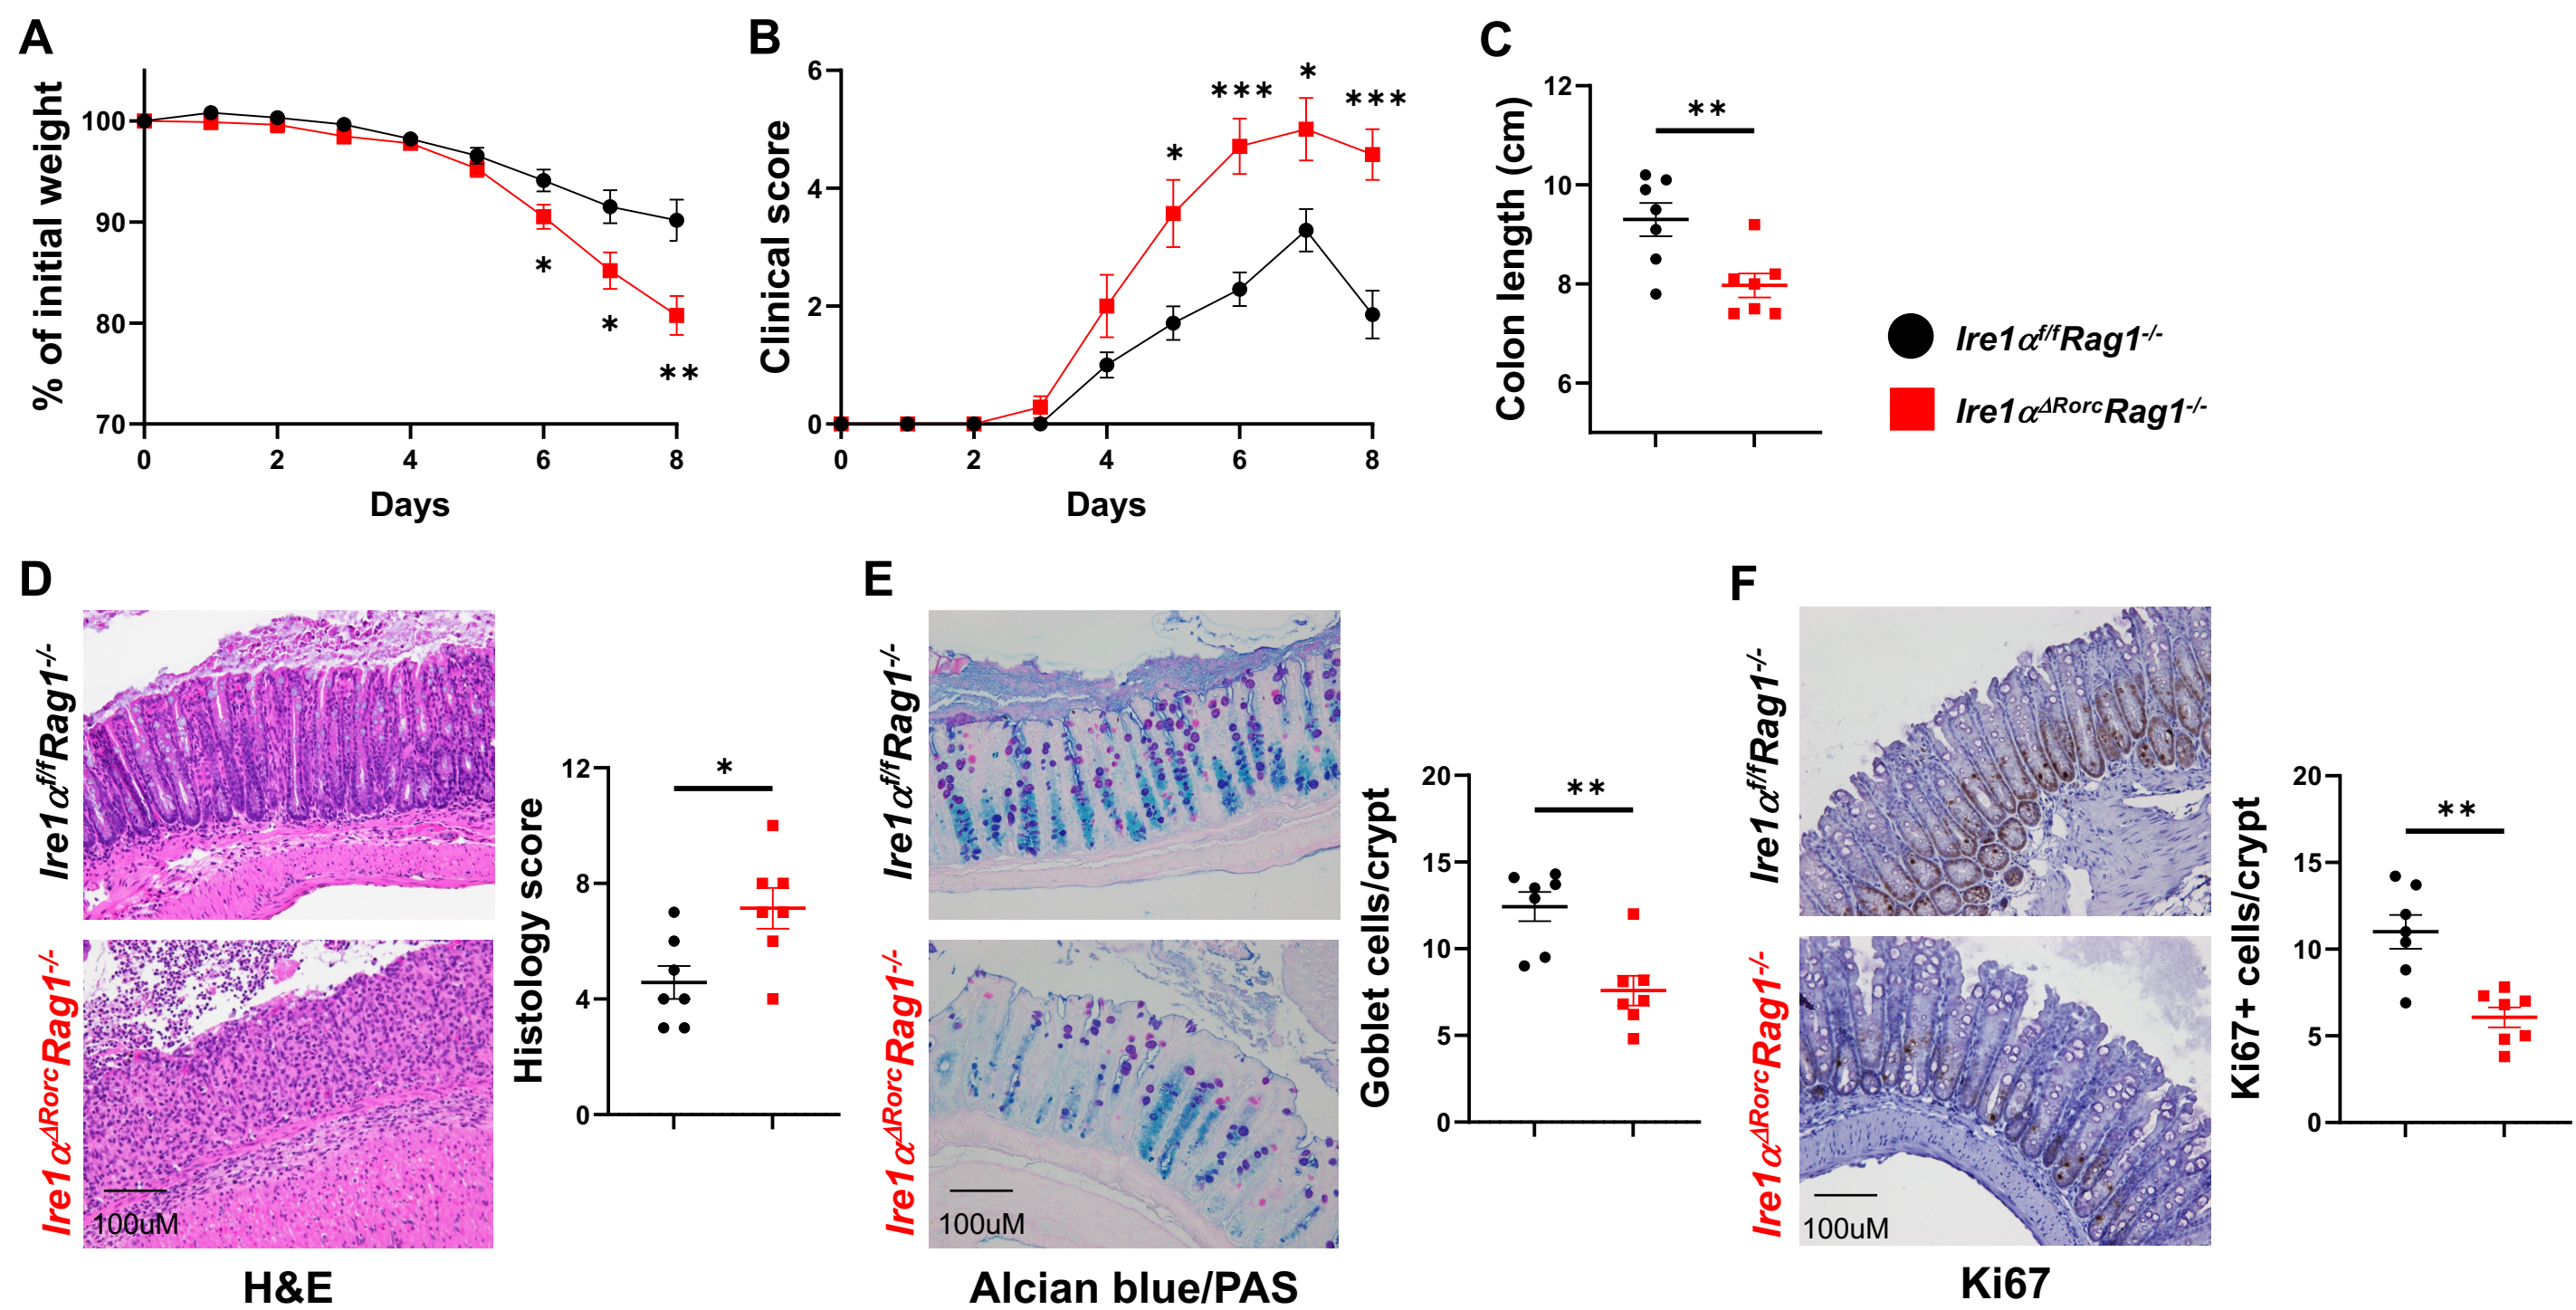 A
% of initial weight
100
90
80
70
0 2 4 6 8
Days
*
*
**
B
Clinical score
6
4
2
0
0 2 4 6 8
Days
*
***
*
***
C
Colon length (cm)
12
10
8
6
**
Ire1α^f/f Rag1^-/-
Ire1α^ΔRorc Rag1^-/-
D
Ire1α^f/f Rag1^-/-
Ire1α^ΔRorc Rag1^-/-
100uM
H&E
Histology score
12
8
4
0
*
E
Ire1α^f/f Rag1^-/-
Ire1α^ΔRorc Rag1^-/-
100uM
Alcian blue/PAS
Goblet cells/crypt
20
15
10
5
0
**
F
Ire1α^f/f Rag1^-/-
Ire1α^ΔRorc Rag1^-/-
100uM
Ki67
Ki67+ cells/crypt
20
15
10
5
0
**